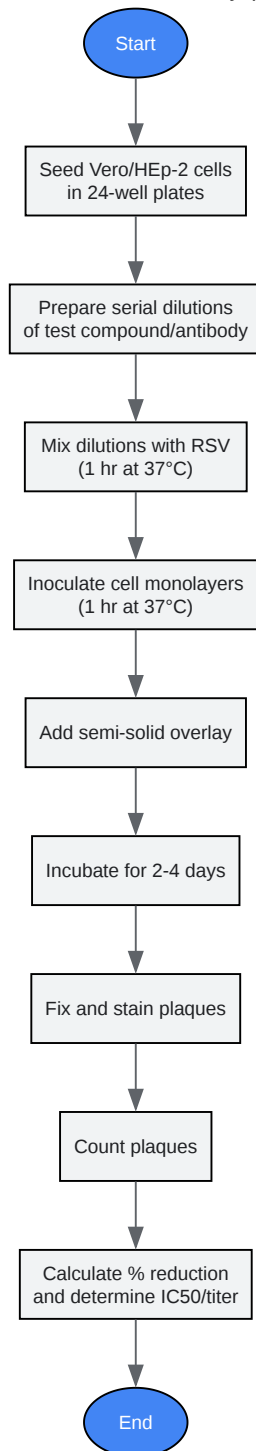 Start
Seed Vero/HEp-2 cells
in 24-well plates
Prepare serial dilutions
of test compound/antibody
Mix dilutions with RSV
(1 hr at 37°C)
Inoculate cell monolayers
(1 hr at 37°C)
Add semi-solid overlay
Incubate for 2-4 days
Fix and stain plaques
Count plaques
Calculate % reduction
and determine IC50/titer
End